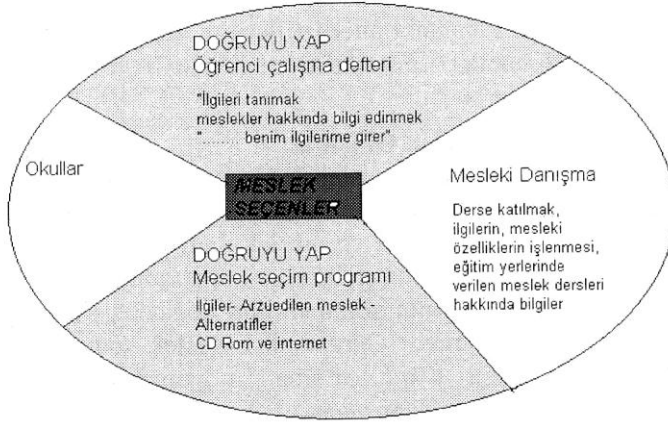 DOĞRUYU YAP
Öğrenci çalışma defteri
"İlgileri tanımak
meslekler hakkında bilgi edinmek
"........ benim ilgilerime girer"
Okullar
MESLEK
SEÇENLER
Mesleki Danışma
Derse katılmak,
ilgilerin, mesleki
özelliklerin işlenmesi,
eğitim yerlerinde
verilen meslek dersleri
hakkında bilgiler
DOĞRUYU YAP
Meslek seçim programı
İlgiler- Arzuedilen meslek -
Alternatifler
CD Rom ve internet